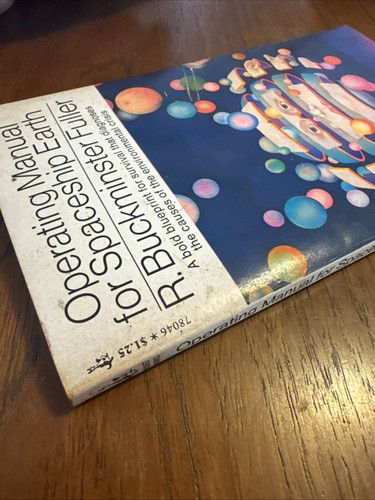 Operating Manual
for Spaceship Earth
R. Buckminster Fuller
A bold blueprint for survival that diagnoses
the causes of the environmental crisis
78046 * $1.25
Operating Manual for Space